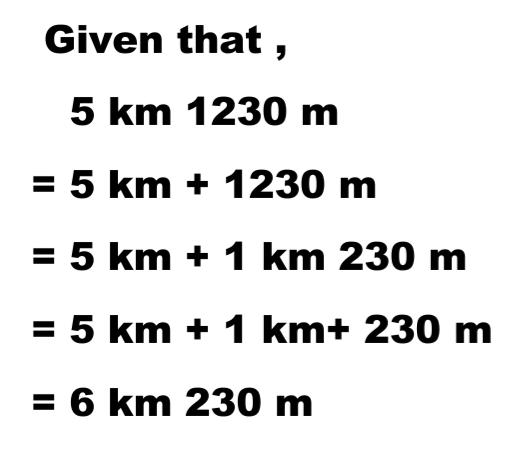 Given that ,
5 km 1230 m
= 5 km + 1230 m
= 5 km + 1 km 230 m
= 5 km + 1 km+ 230 m
= 6 km 230 m